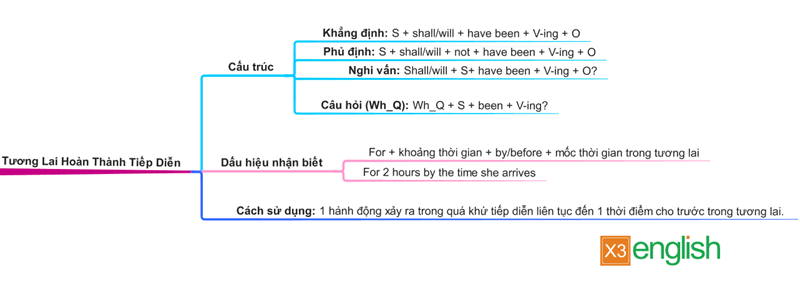 Khẳng định: S + shall/will + have been + V-ing + O
Phủ định: S + shall/will + not + have been + V-ing + O
Cấu trúc
Nghi vấn: Shall/will + S+ have been + V-ing + O?
Câu hỏi (Wh_Q): Wh_Q + S + been + V-ing?
Tương Lai Hoàn Thành Tiếp Diễn
Dấu hiệu nhận biết
For + khoảng thời gian + by/before + mốc thời gian trong tương lai
For 2 hours by the time she arrives
Cách sử dụng: 1 hành động xảy ra trong quá khứ tiếp diễn liên tục đến 1 thời điểm cho trước trong tương lai.
X3 english